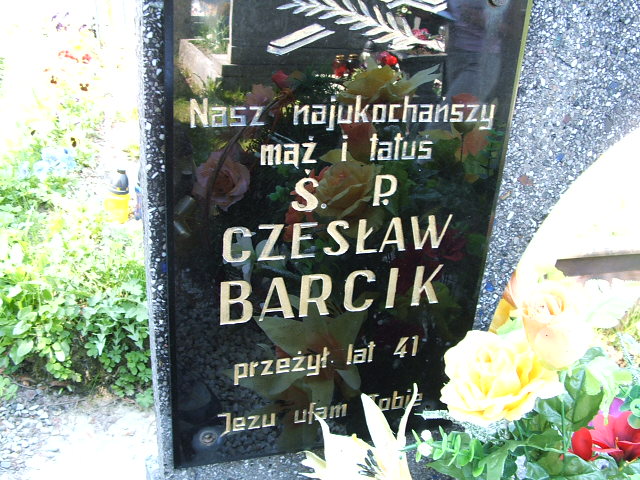 Nasz najukochańszy
mąż i tatuś
Ś. P.
CZESŁAW
BARCIK
przeżył lat 41
Jezu ufam Tobie